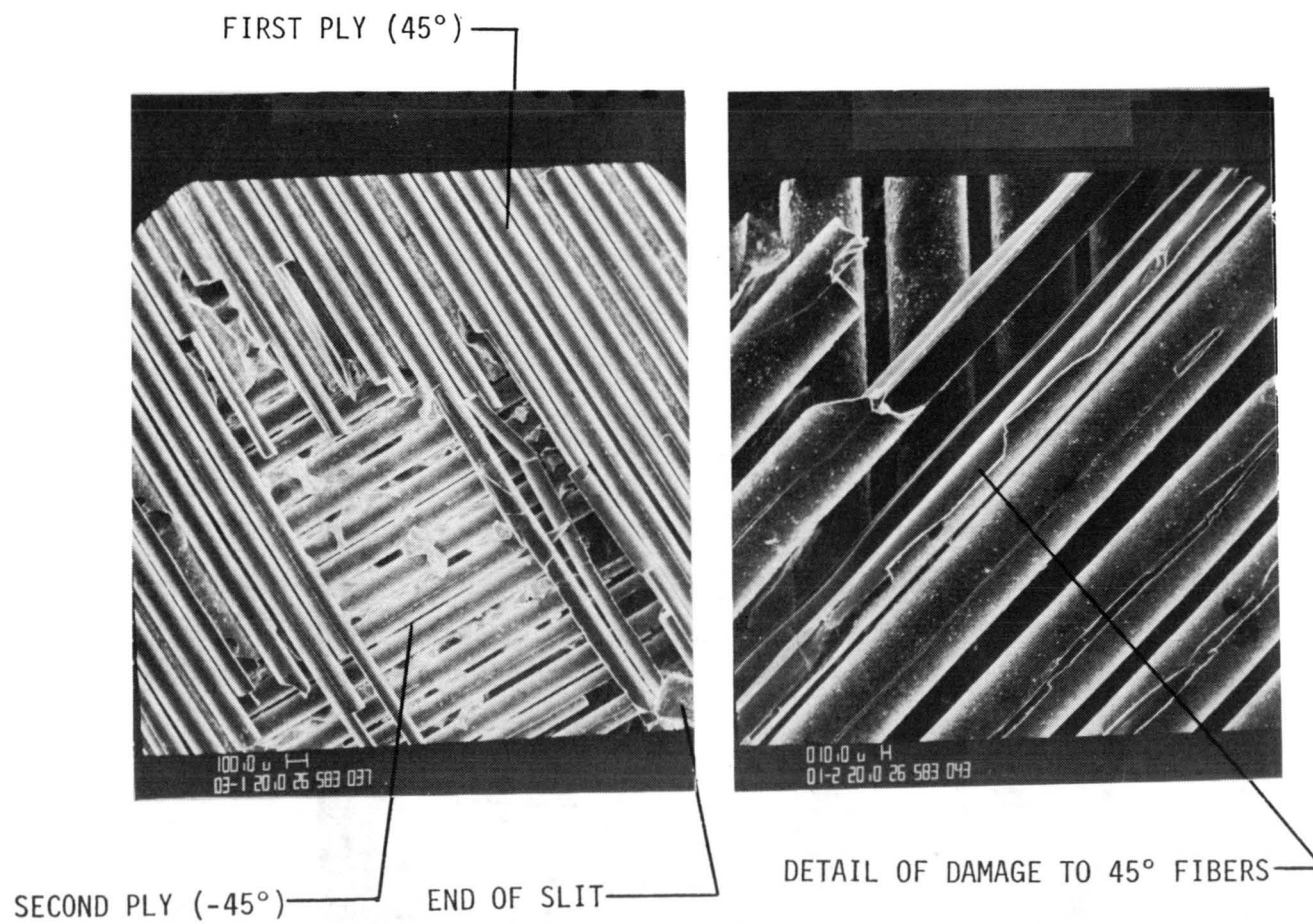 FIRST PLY (45°)
100.0 u
03-1 20.0 26 583 037
010.0 u
01-2 20.0 26 583 043
SECOND PLY (-45°)
END OF SLIT
DETAIL OF DAMAGE TO 45° FIBERS